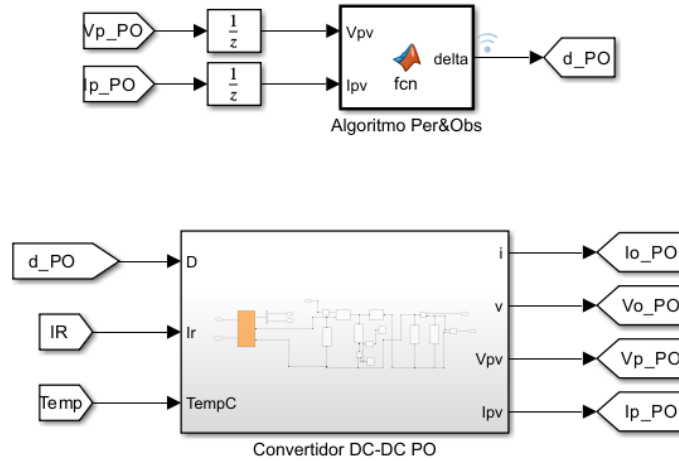 Vp_PO
1
z
Vpv
Ip_PO
1
z
Ipv
delta
fcn
d_PO
Algoritmo Per&Obs
d_PO
D
i
Io_PO
v
Vo_PO
IR
Ir
Vpv
Vp_PO
Temp
TempC
Ipv
Ip_PO
Convertidor DC-DC PO